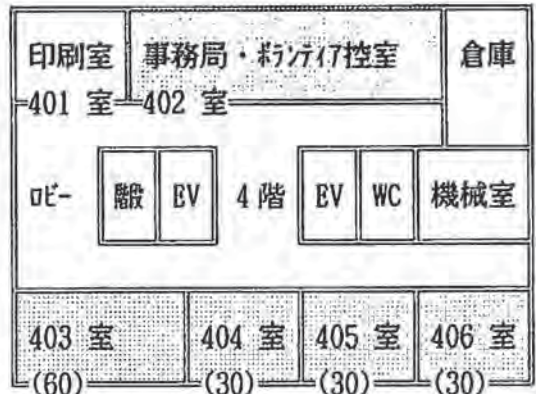 印刷室 事務局・ボランティア控室 倉庫
401 室 402 室
ロビー 階段 EV 4階 EV WC 機械室
403 室 404 室 405 室 406 室
(60) (30) (30) (30)